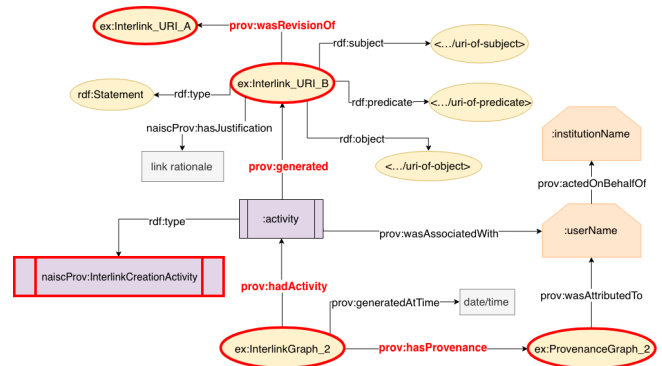 ex:Interlink_URI_A
prov:wasRevisionOf
rdf:subject
<.../uri-of-subject>
ex:Interlink_URI_B
rdf:Statement
rdf:type
rdf:predicate
<.../uri-of-predicate>
naiscProv:hasJustification
rdf:object
:institutionName
link rationale
prov:generated
<.../uri-of-object>
prov:actedOnBehalfOf
rdf:type
:activity
prov:wasAssociatedWith
:userName
naiscProv:InterlinkCreationActivity
prov:hadActivity
prov:generatedAtTime
date/time
prov:wasAttributedTo
ex:InterlinkGraph_2
prov:hasProvenance
ex:ProvenanceGraph_2